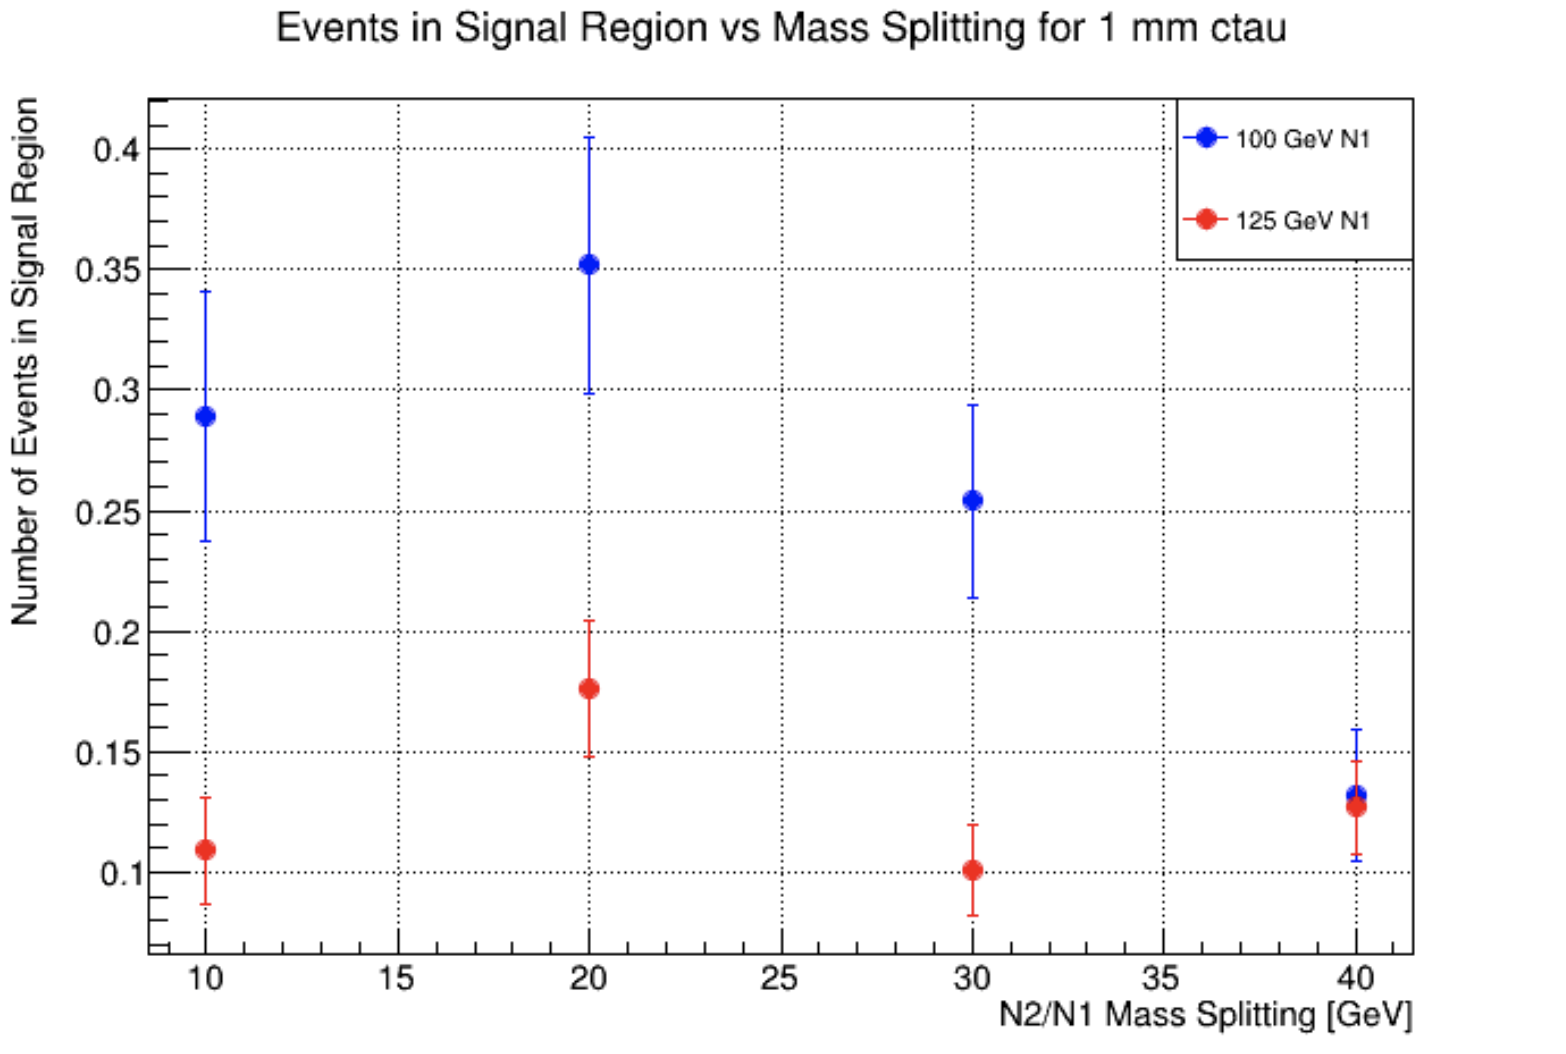 Events in Signal Region vs Mass Splitting for 1 mm ctau
Number of Events in Signal Region
0.4
0.35
0.3
0.25
0.2
0.15
0.1
100 GeV N1
125 GeV N1
10 15 20 25 30 35 40
N2/N1 Mass Splitting [GeV]